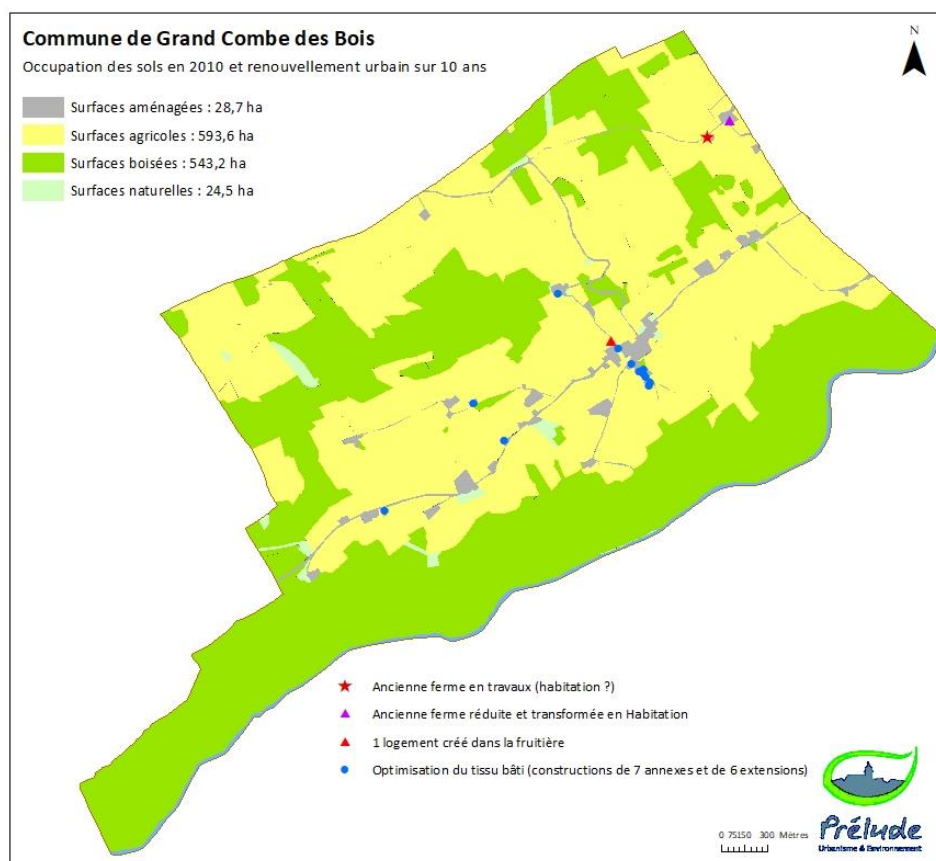 Commune de Grand Combe des Bois
Occupation des sols en 2010 et renouvellement urbain sur 10 ans
Surfaces aménagées : 28,7 ha
Surfaces agricoles : 593,6 ha
Surfaces boisées : 543,2 ha
Surfaces naturelles : 24,5 ha
N
Ancienne ferme en travaux (habitation ?)
Ancienne ferme réduite et transformée en Habitation
1 logement créé dans la fruitière
Optimisation du tissu bâti (constructions de 7 annexes et de 6 extensions)
0 75150 300 Mètres
Prélude
Urbanisme & Environnement